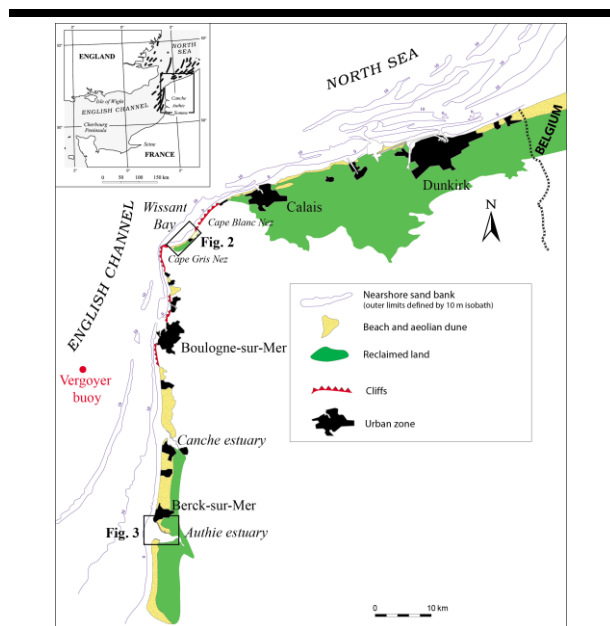 ENGLAND
NORTH SEA
Isle of Wight
ENGLISH CHANNEL
Cherbourg
Peninsula
Canche
Authie
Somme
Seine
FRANCE
0 50 100 150 km
NORTH SEA
BELGIUM
Dunkirk
Calais
N
Wissant
Bay
Cape Blanc Nez
Fig. 2
Cape Gris Nez
ENGLISH CHANNEL
Nearshore sand bank
(outer limits defined by 10 m isobath)
Beach and aeolian dune
Reclaimed land
Cliffs
Urban zone
Boulogne-sur-Mer
Vergoyer
buoy
Canche estuary
Berck-sur-Mer
Fig. 3
Authie estuary
0 10 km